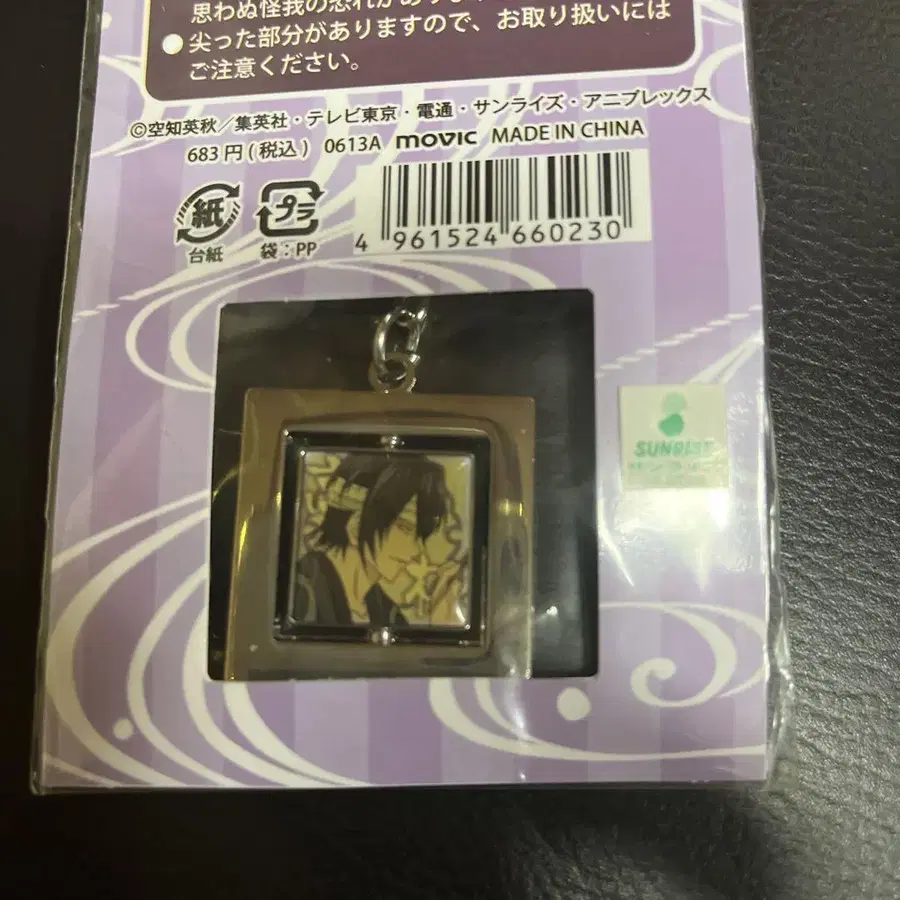 思わぬ怪我の恐れがあります
●尖った部分がありますので、お取り扱いには
ご注意ください。
©空知英秋／集英社・テレビ東京・電通・サンライズ・アニプレックス
683円(税込) 0613A movic MADE IN CHINA
紙
台紙
プラ
袋：PP
4 961524 660230
SUNRISE